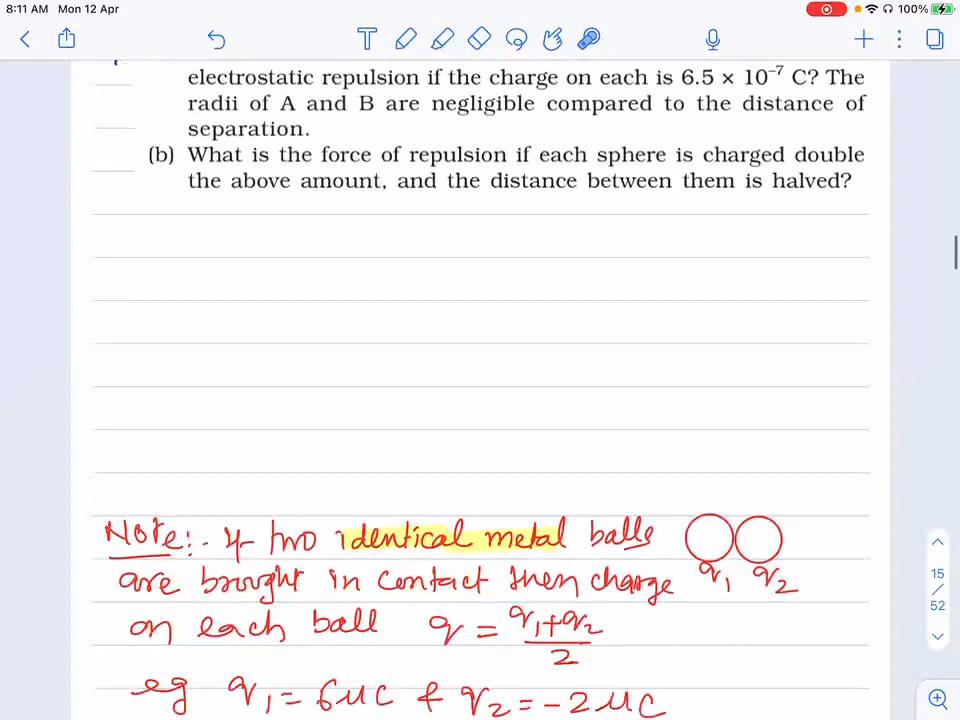 8:11 AM Mon 12 Apr 100%
electrostatic repulsion if the charge on each is 6.5 × 10⁻⁷ C? The
radii of A and B are negligible compared to the distance of
separation.
(b) What is the force of repulsion if each sphere is charged double
the above amount, and the distance between them is halved?
Note:- If two identical metal balls
are brought in contact then charge q₁ q₂
on each ball q = q₁+q₂
2
eg q₁ = 6μC & q₂ = -2μC
15
/
52